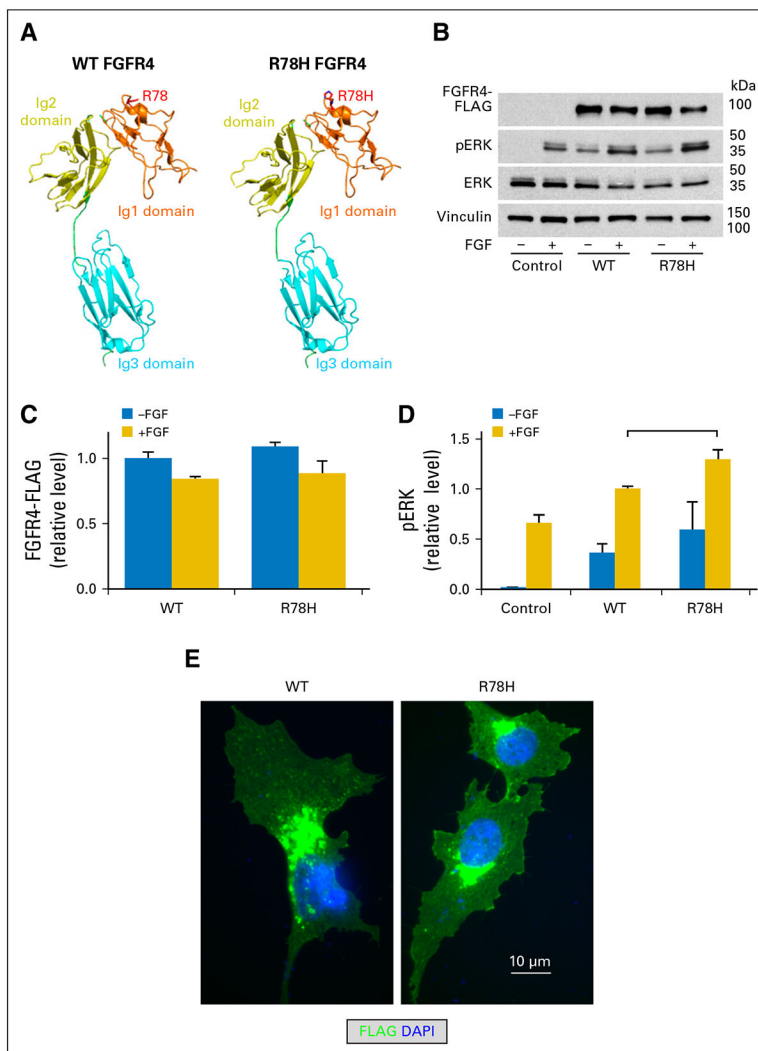 A
WT FGFR4
R78H FGFR4
Ig2
domain
R78
Ig1 domain
Ig3 domain
Ig2
domain
R78H
Ig1 domain
Ig3 domain
B
kDa
FGFR4-
FLAG
100
pERK
50
35
ERK
50
35
Vinculin
150
100
FGF
– + – + – +
Control WT R78H
C
–FGF
+FGF
FGFR4-FLAG
(relative level)
1.0
0.5
0.0
WT R78H
D
–FGF
+FGF
pERK
(relative level)
1.5
1.0
0.5
0.0
Control WT R78H
E
WT R78H
10 µm
FLAG DAPI